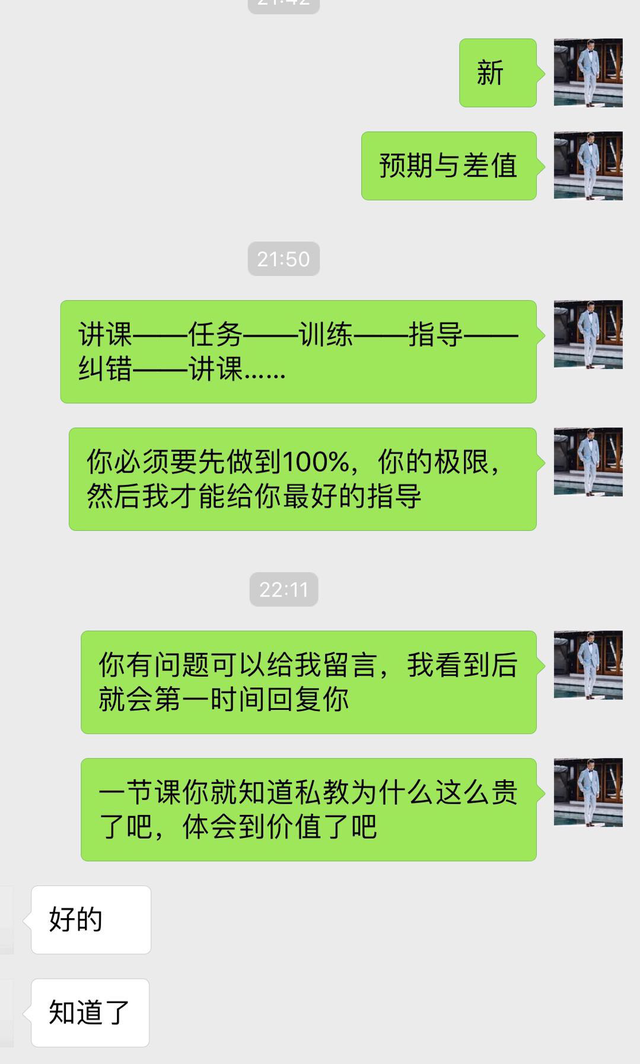 21:42
新
预期与差值
21:50
讲课——任务——训练——指导——
纠错——讲课……
你必须要先做到100%，你的极限，
然后我才能给你最好的指导
22:11
你有问题可以给我留言，我看到后
就会第一时间回复你
一节课你就知道私教为什么这么贵
了吧，体会到价值了吧
好的
知道了